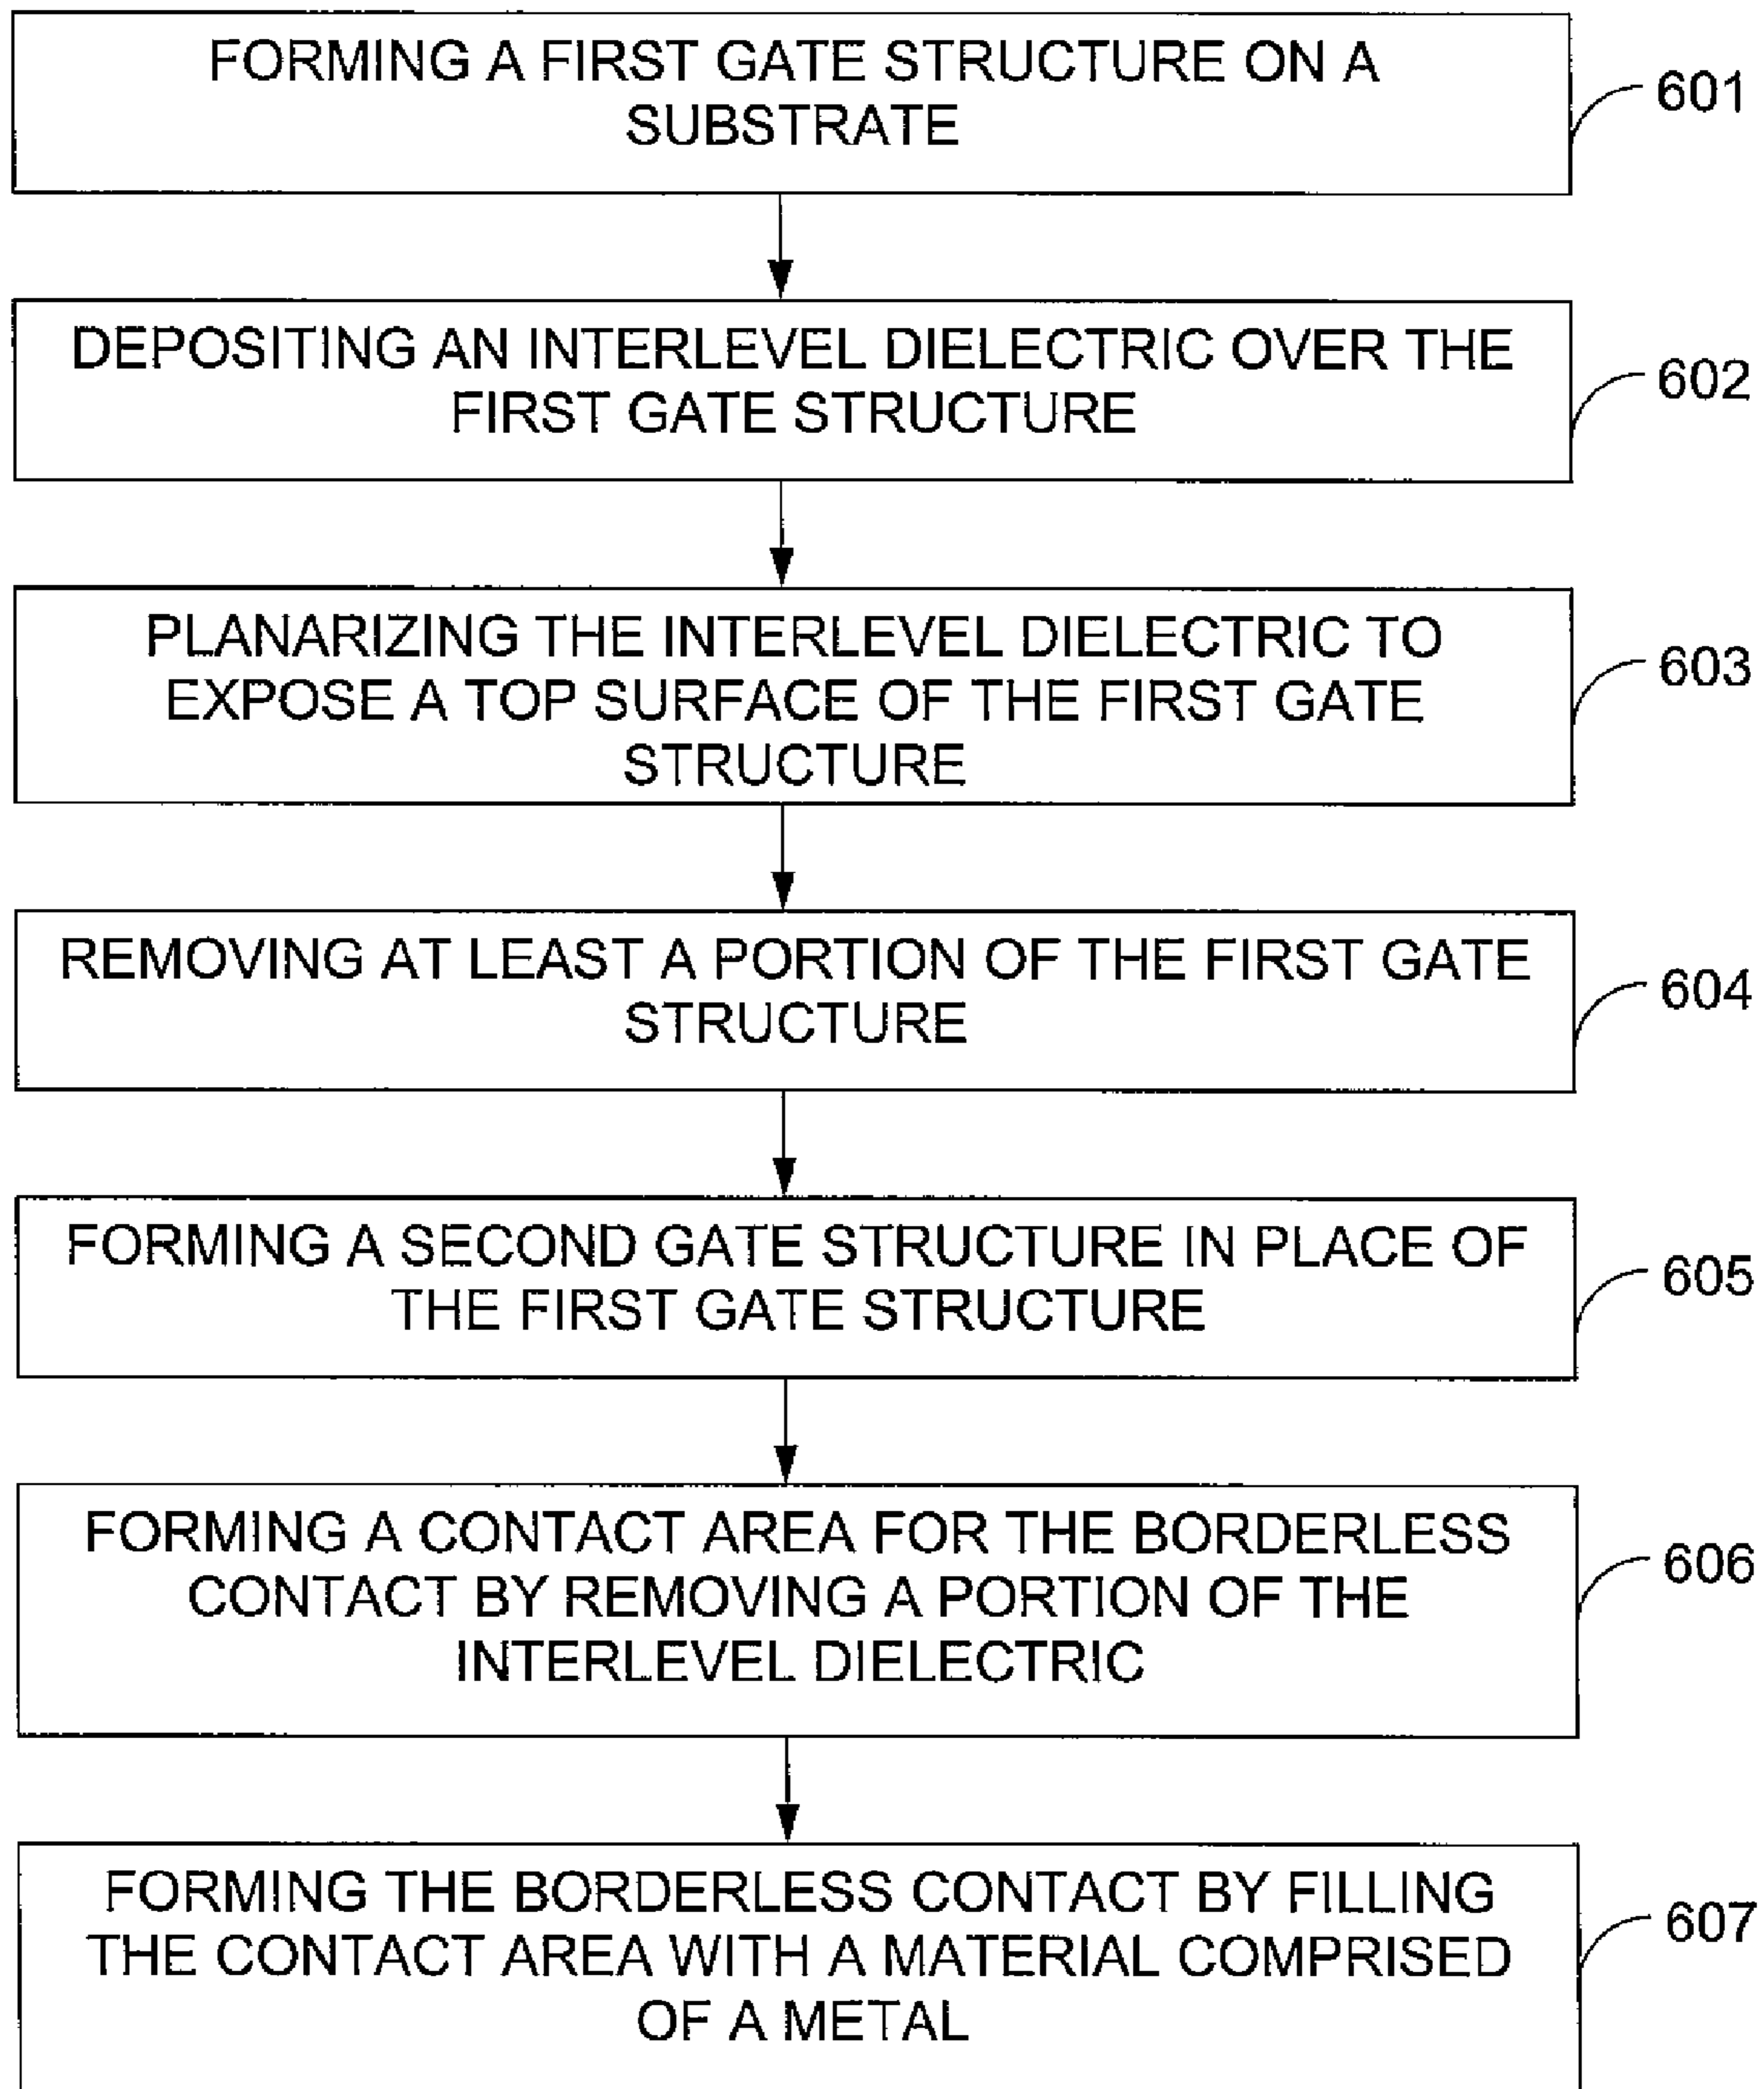 FORMING A FIRST GATE STRUCTURE ON A
SUBSTRATE
601
DEPOSITING AN INTERLEVEL DIELECTRIC OVER THE
FIRST GATE STRUCTURE
602
PLANARIZING THE INTERLEVEL DIELECTRIC TO
EXPOSE A TOP SURFACE OF THE FIRST GATE
STRUCTURE
603
REMOVING AT LEAST A PORTION OF THE FIRST GATE
STRUCTURE
604
FORMING A SECOND GATE STRUCTURE IN PLACE OF
THE FIRST GATE STRUCTURE
605
FORMING A CONTACT AREA FOR THE BORDERLESS
CONTACT BY REMOVING A PORTION OF THE
INTERLEVEL DIELECTRIC
606
FORMING THE BORDERLESS CONTACT BY FILLING
THE CONTACT AREA WITH A MATERIAL COMPRISED
OF A METAL
607